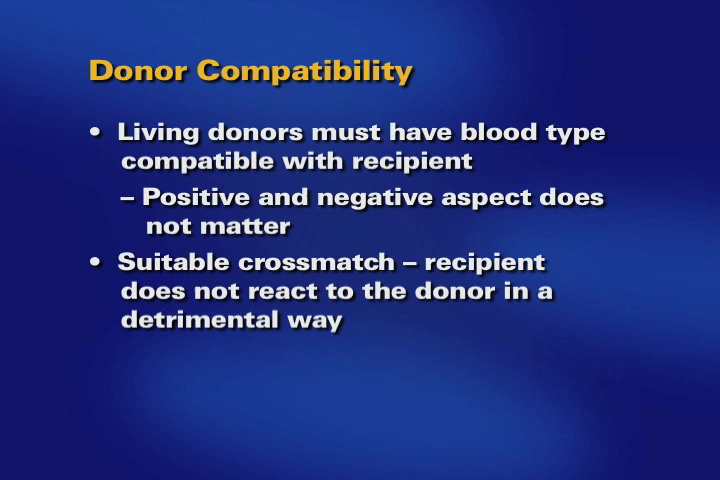 Donor Compatibility
• Living donors must have blood type
compatible with recipient
– Positive and negative aspect does
not matter
• Suitable crossmatch – recipient
does not react to the donor in a
detrimental way